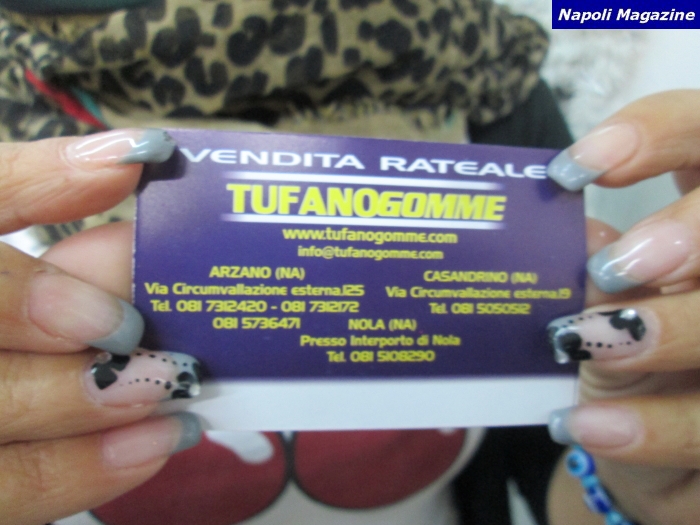 Napoli Magazine
VENDITA RATEALE
TUFANOGOMME
www.tufanogomme.com
info@tufanogomme.com
ARZANO (NA)
Via Circumvallazione esterna,125
Tel. 081 7312420 - 081 7312172
081 5736471
CASANDRINO (NA)
Via Circumvallazione esterna,19
Tel. 081 5050512
NOLA (NA)
Presso Interporto di Nola
Tel. 081 5108290